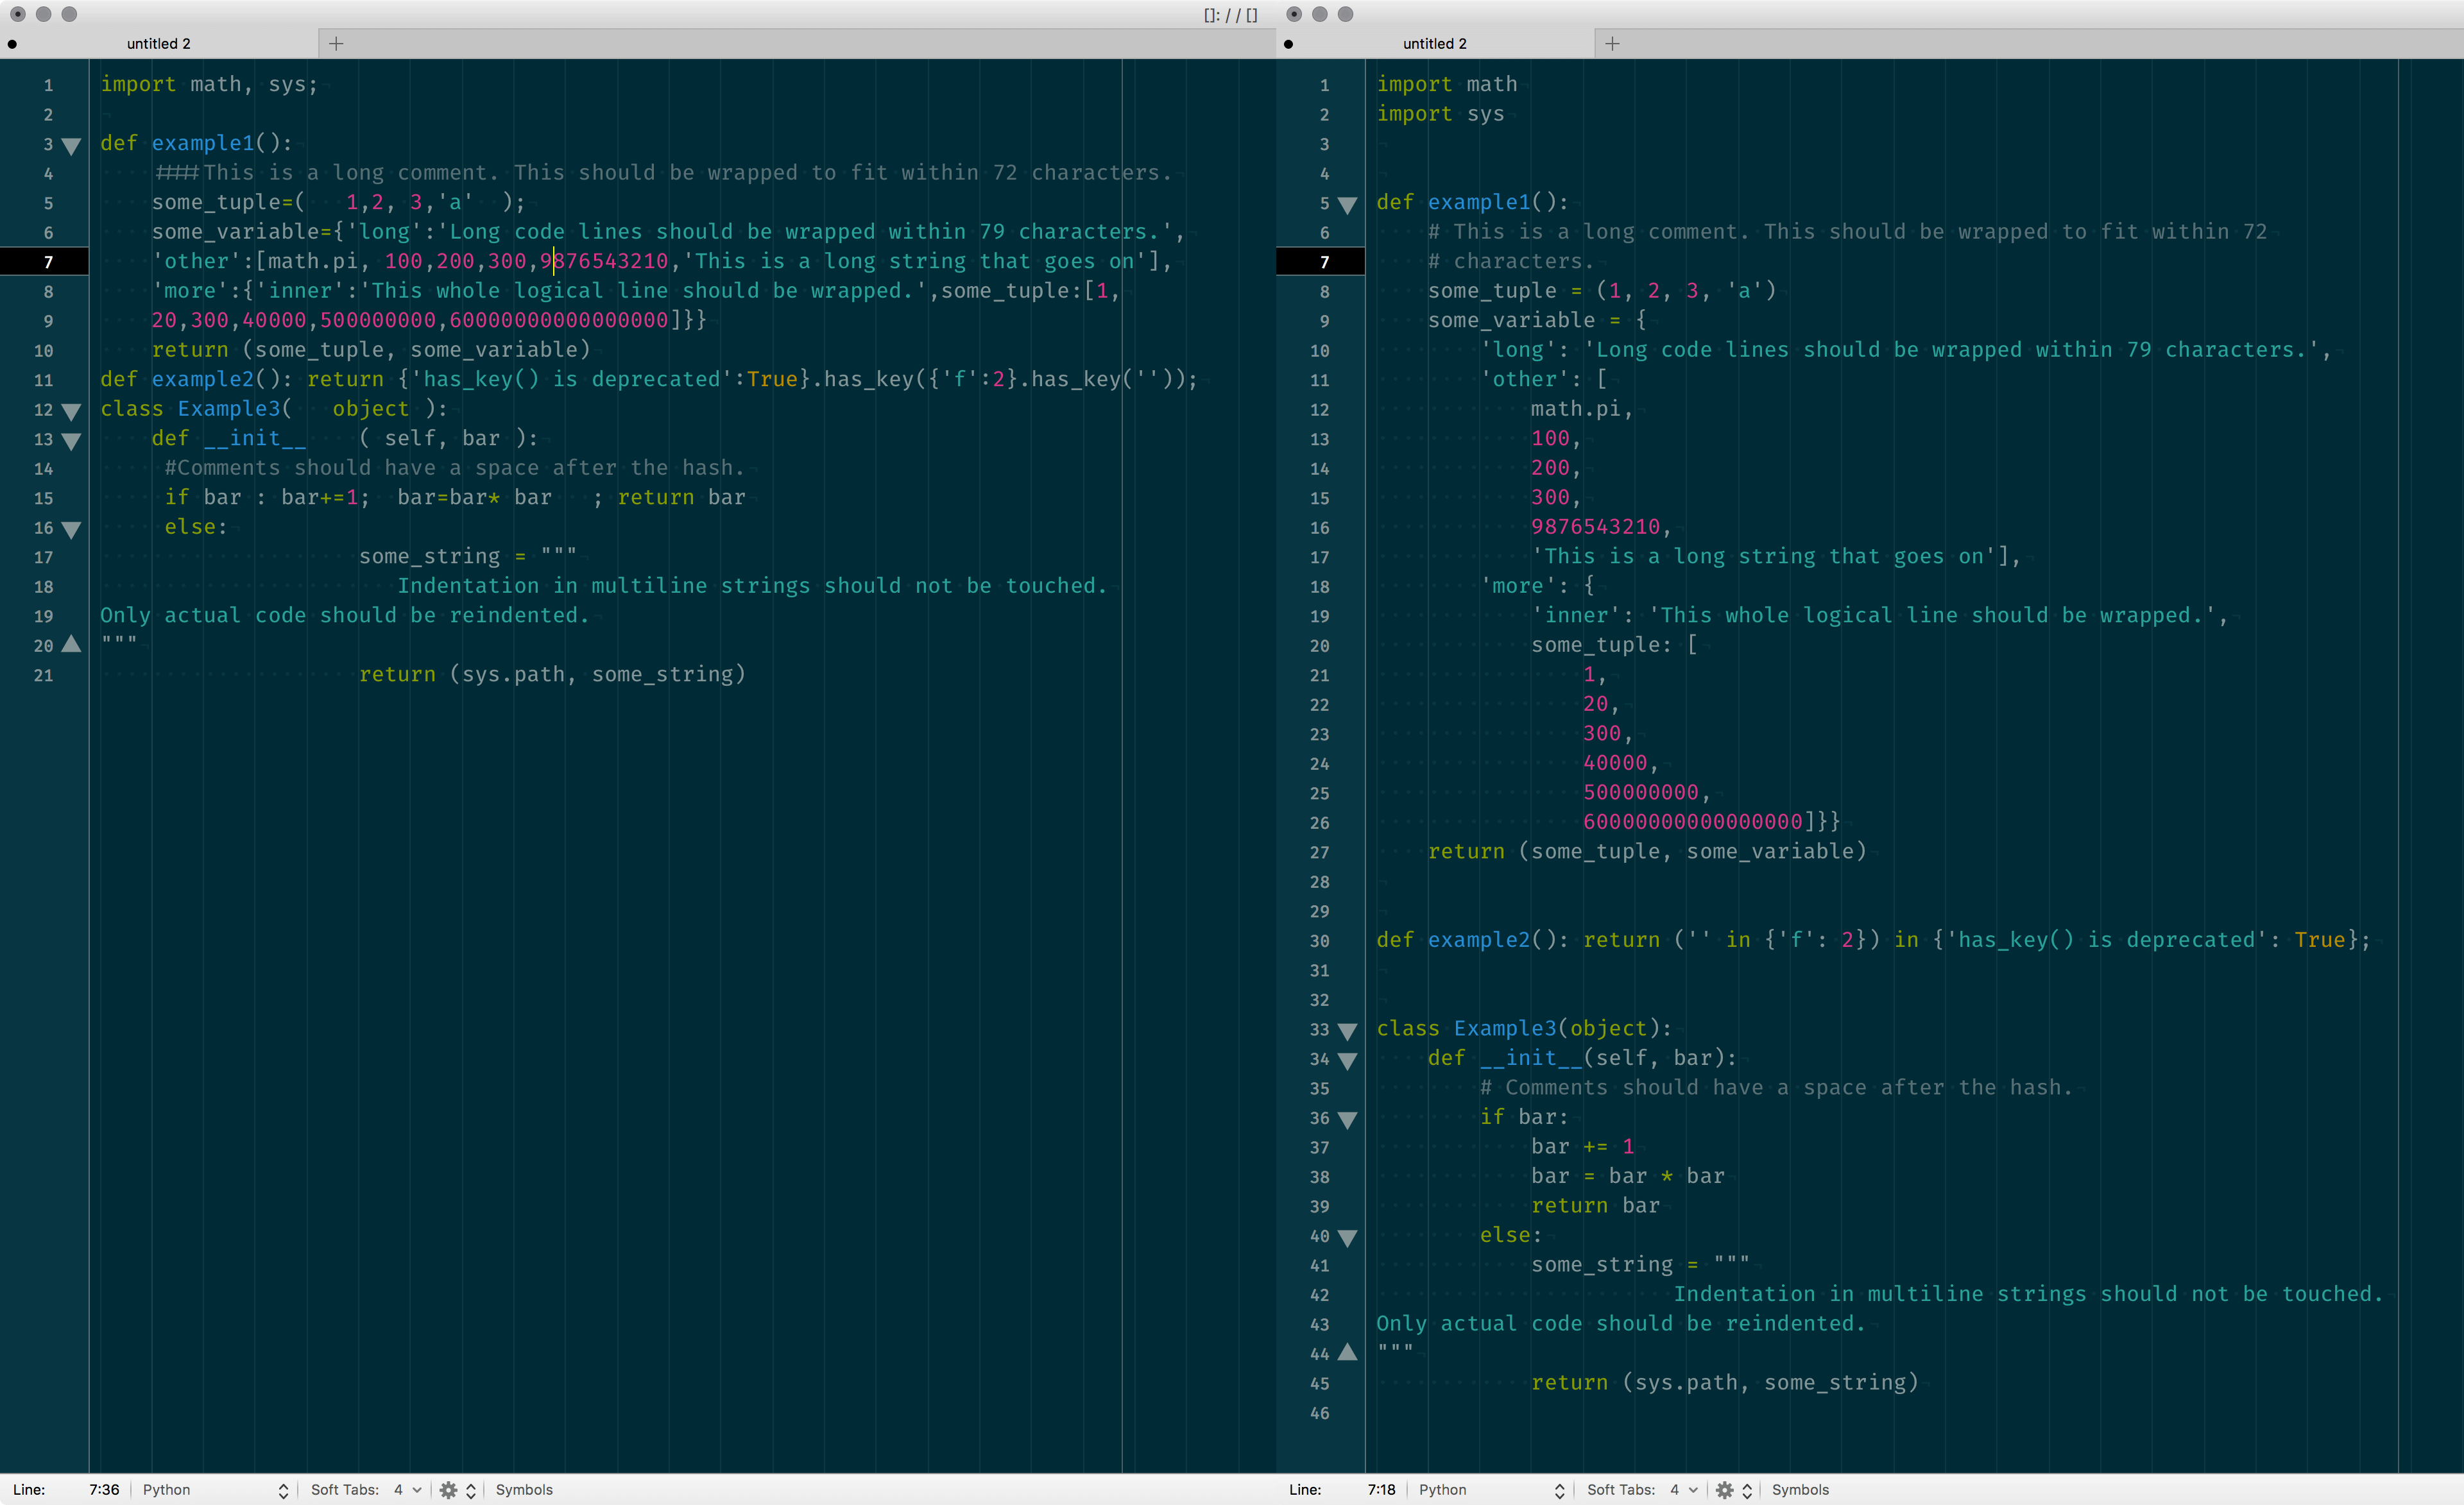 []: / / []
untitled 2
1 import math, sys;
2
3 def example1():
4     ####This is a long comment. This should be wrapped to fit within 72 characters.
5     some_tuple=(   1,2, 3,'a'  );
6     some_variable={'long':'Long code lines should be wrapped within 79 characters.',
7     'other':[math.pi, 100,200,300,9876543210,'This is a long string that goes on'],
8     'more':{'inner':'This whole logical line should be wrapped.',some_tuple:[1,
9     20,300,40000,500000000,60000000000000000]}}
10     return (some_tuple, some_variable)
11 def example2(): return {'has_key() is deprecated':True}.has_key({'f':2}.has_key(''));
12 class Example3(   object ):
13     def __init__    ( self, bar ):
14      #Comments should have a space after the hash.
15      if bar : bar+=1;  bar=bar* bar   ; return bar
16      else:
17                     some_string = """
18                        Indentation in multiline strings should not be touched.
19 Only actual code should be reindented.
20 """
21                     return (sys.path, some_string)
Line: 7:36 Python Soft Tabs: 4 Symbols
untitled 2
1 import math
2 import sys
3
4
5 def example1():
6     # This is a long comment. This should be wrapped to fit within 72
7     # characters.
8     some_tuple = (1, 2, 3, 'a')
9     some_variable = {
10         'long': 'Long code lines should be wrapped within 79 characters.',
11         'other': [
12             math.pi,
13             100,
14             200,
15             300,
16             9876543210,
17             'This is a long string that goes on'],
18         'more': {
19             'inner': 'This whole logical line should be wrapped.',
20             some_tuple: [
21                 1,
22                 20,
23                 300,
24                 40000,
25                 500000000,
26                 60000000000000000]}}
27     return (some_tuple, some_variable)
28
29
30 def example2(): return ('' in {'f': 2}) in {'has_key() is deprecated': True};
31
32
33 class Example3(object):
34     def __init__(self, bar):
35         # Comments should have a space after the hash.
36         if bar:
37             bar += 1
38             bar = bar * bar
39             return bar
40         else:
41             some_string = """
42                        Indentation in multiline strings should not be touched.
43 Only actual code should be reindented.
44 """
45             return (sys.path, some_string)
46
Line: 7:18 Python Soft Tabs: 4 Symbols